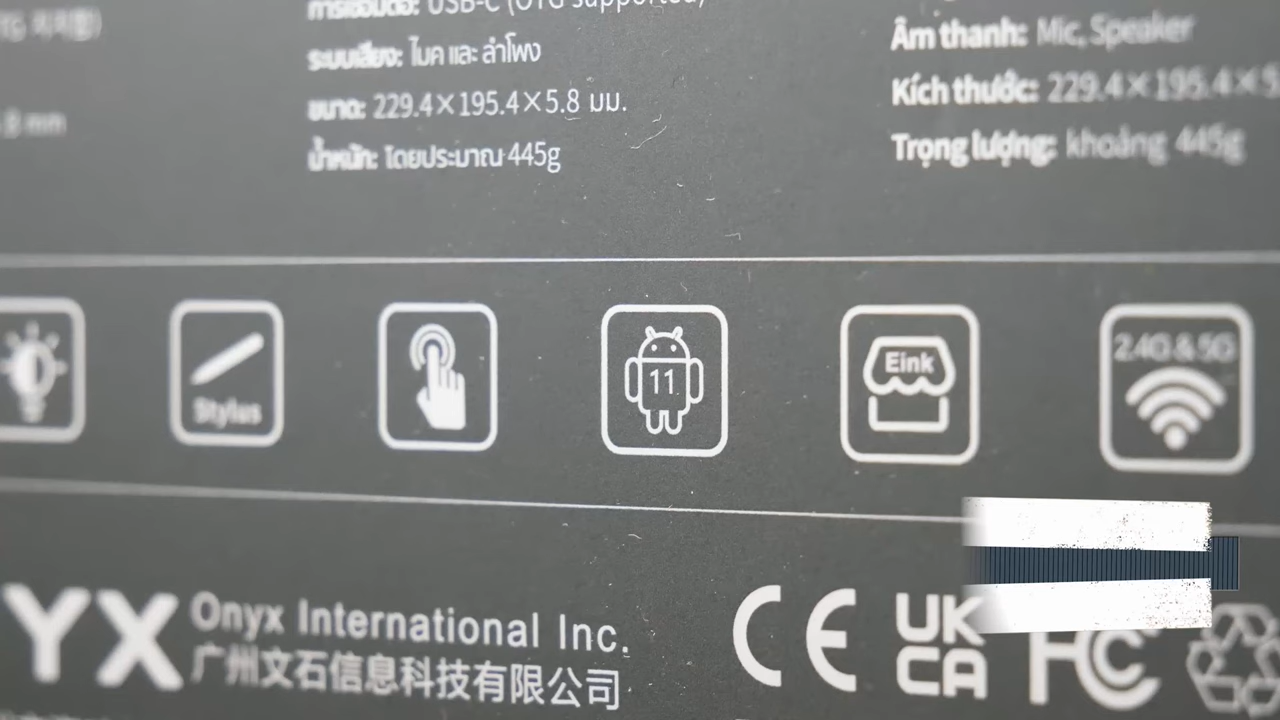 USB-C (OTG supported)
ระบบเสียง: ไมค และ ลำโพง
ขนาด: 229.4×195.4×5.8 มม.
น้ำหนัก: โดยประมาณ 445g
Âm thanh: Mic, Speaker
Kích thước: 229.4×195.4×5
Trọng lượng: khoảng 445g
mm
Stylus
11
Eink
2.4G & 5G
YX
Onyx International Inc.
广州文石信息科技有限公司
CE
UK
CA
FC